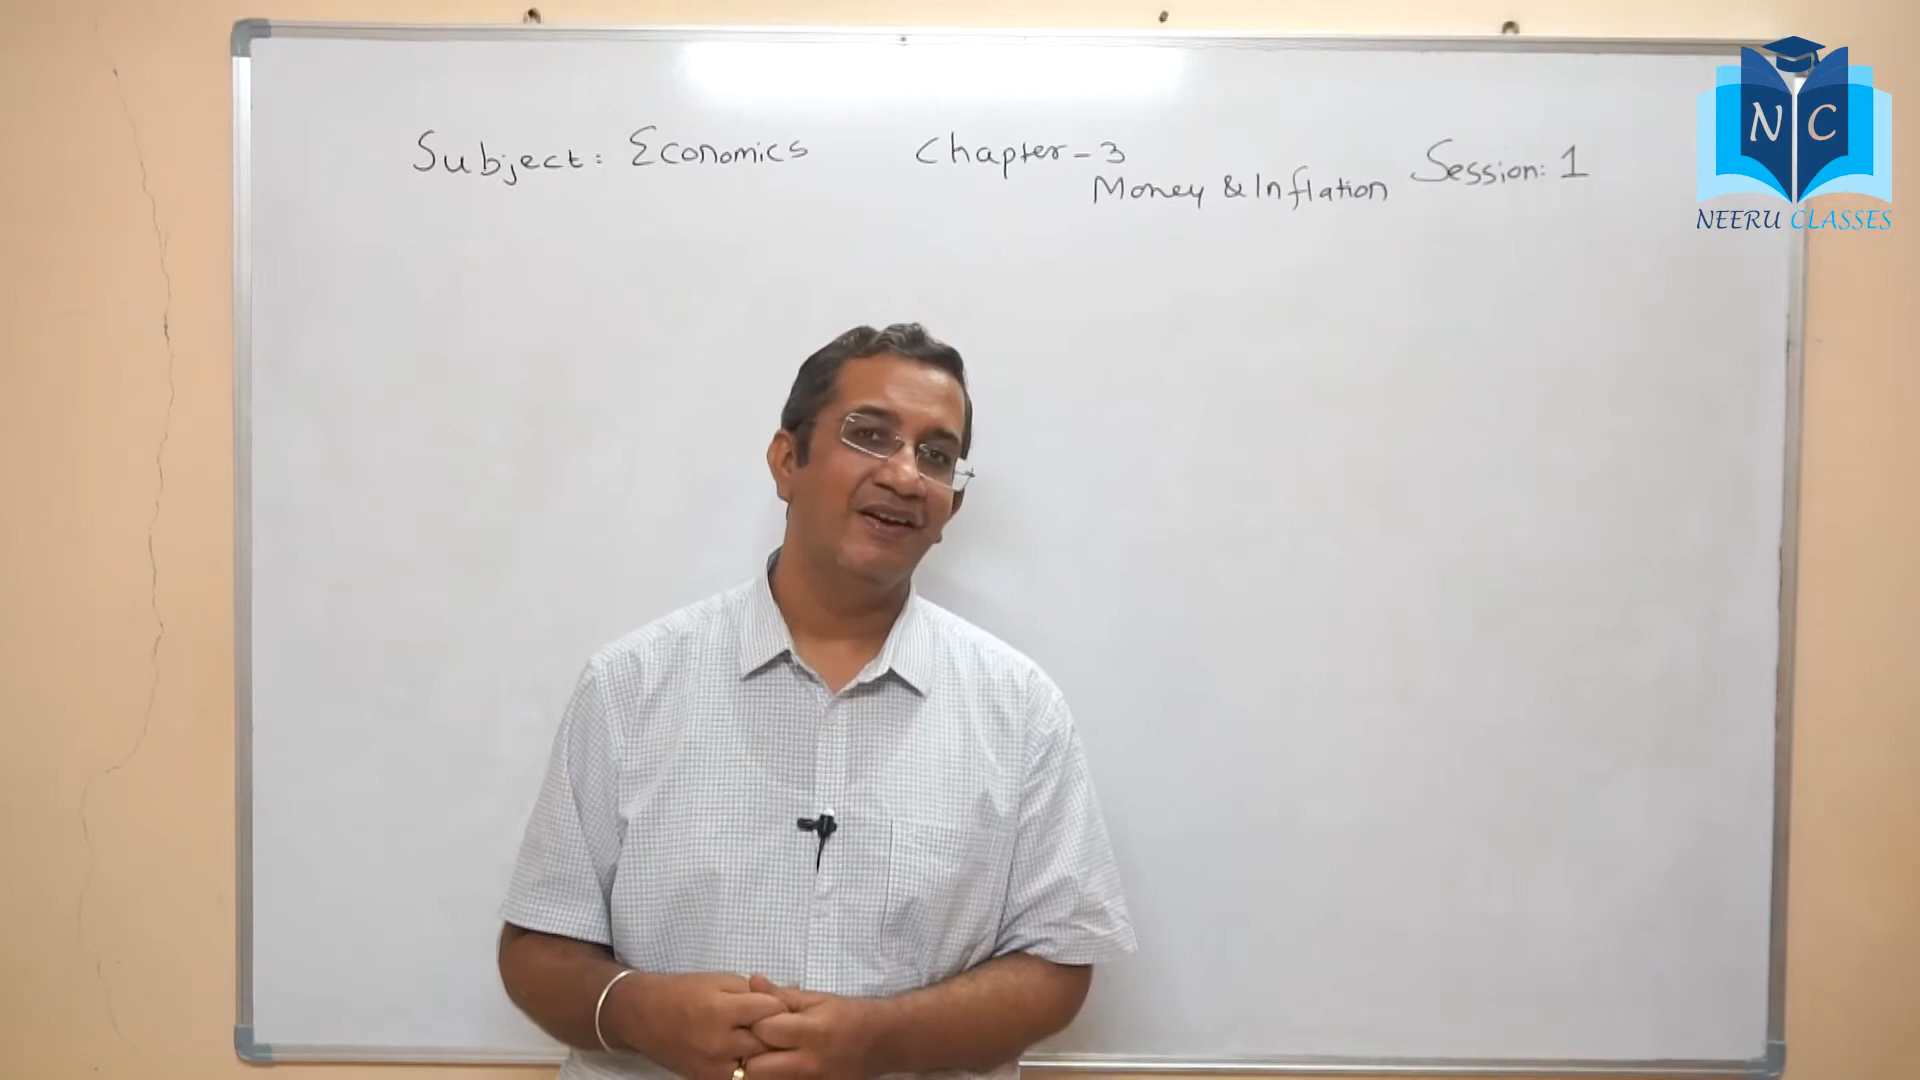 Subject: Economics Chapter-3 Session: 1
Money & Inflation
N C
NEERU CLASSES